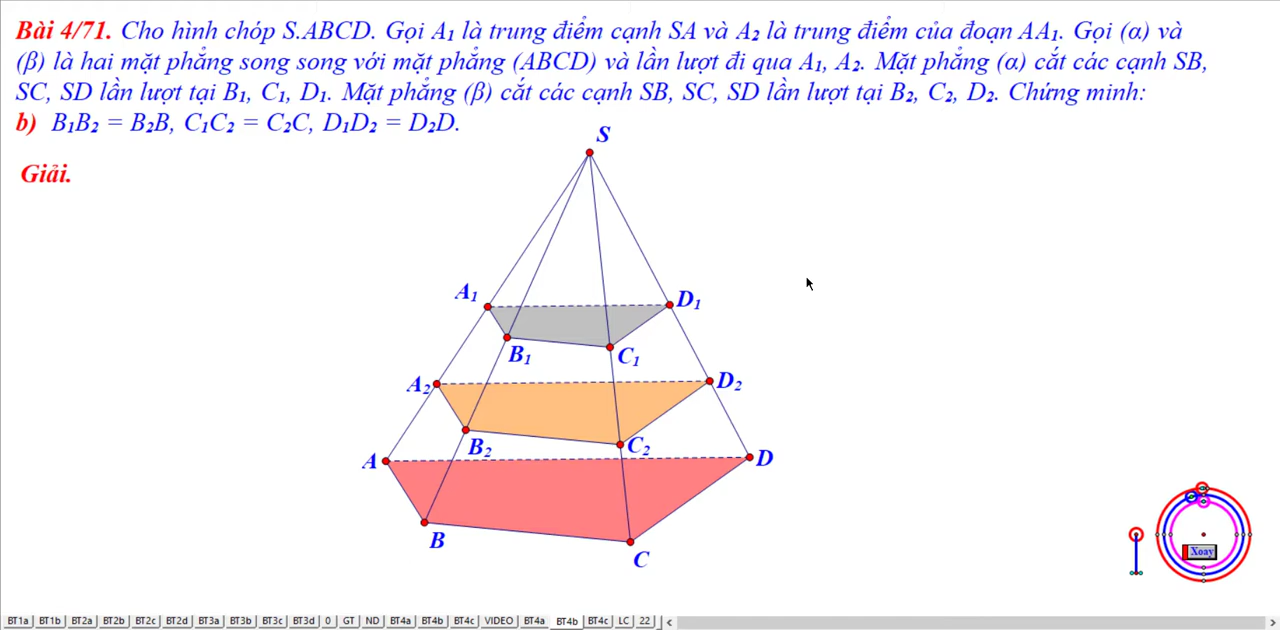 Bài 4/71. Cho hình chóp S.ABCD. Gọi A₁ là trung điểm cạnh SA và A₂ là trung điểm của đoạn AA₁. Gọi (α) và
(β) là hai mặt phẳng song song với mặt phẳng (ABCD) và lần lượt đi qua A₁, A₂. Mặt phẳng (α) cắt các cạnh SB,
SC, SD lần lượt tại B₁, C₁, D₁. Mặt phẳng (β) cắt các cạnh SB, SC, SD lần lượt tại B₂, C₂, D₂. Chứng minh:
b) B₁B₂ = B₂B, C₁C₂ = C₂C, D₁D₂ = D₂D.
S
Giải.
A₁
D₁
B₁
C₁
A₂
D₂
B₂
C₂
A
D
B
C
Xoay
BT1a BT1b BT2a BT2b BT2c BT2d BT3a BT3b BT3c BT3d 0 GT ND BT4a BT4b BT4c VIDEO BT4a BT4b BT4c LC 22